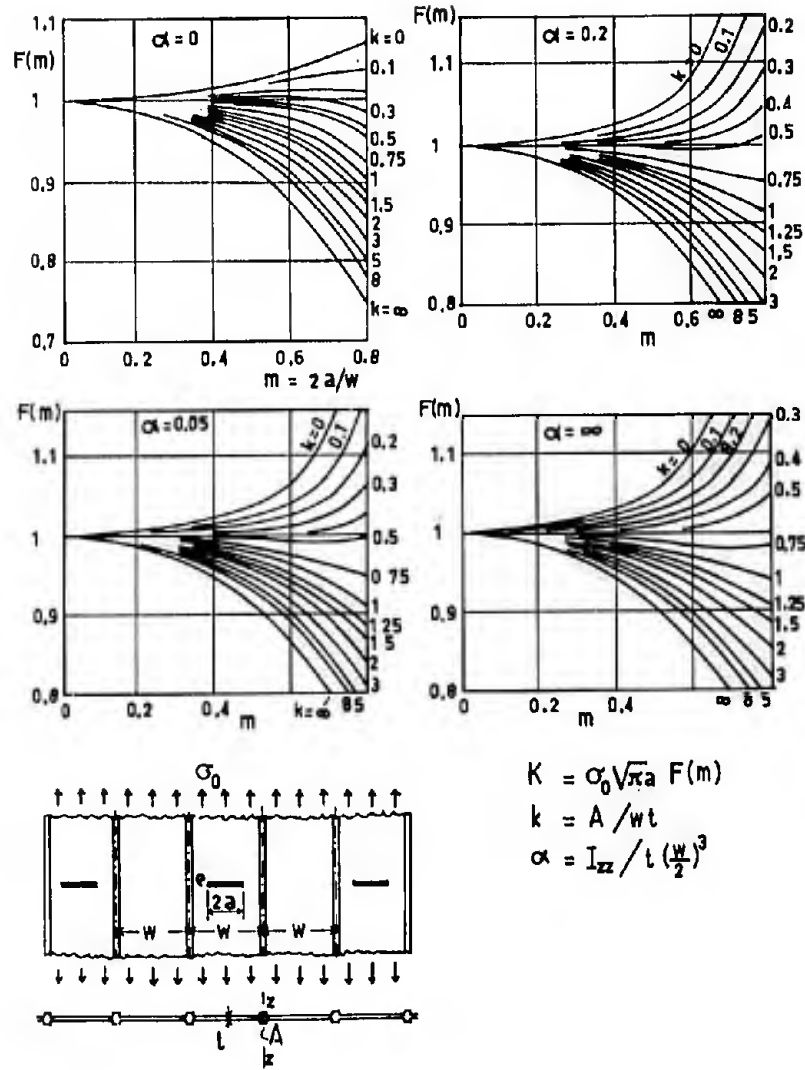 1.1
F(m)
1
0.9
0.8
0.7
α=0
k=0
0.1
0.3
0.5
0.75
1
1.5
2
3
5
8
k=∞
0 0.2 0.4 0.6 0.8
m = 2a/w
F(m)
1.1
1
0.9
0.8
α=0.2
k=0 0.1
0.2
0.3
0.4
0.5
0.75
1
1.25
1.5
2
3
∞ 8 5
0 0.2 m 0.6
F(m)
1.1
1
0.9
0.8
α=0.05
k=0 0.1
0.2
0.3
0.5
0.75
1
1.25
1.5
2
3
k=∞ 8 5
0 0.4
m
F(m)
1.1
1
0.9
0.8
α=∞
k=0 0.1 0.2
0.3
0.4
0.5
0.75
1
1.25
1.5
2
3
∞ 8 5
0 0.4
m
σ₀
e
2a
W W W
z
t A
z
K = σ₀√πa F(m)
k = A/wt
α = Izz / t(w/2)³